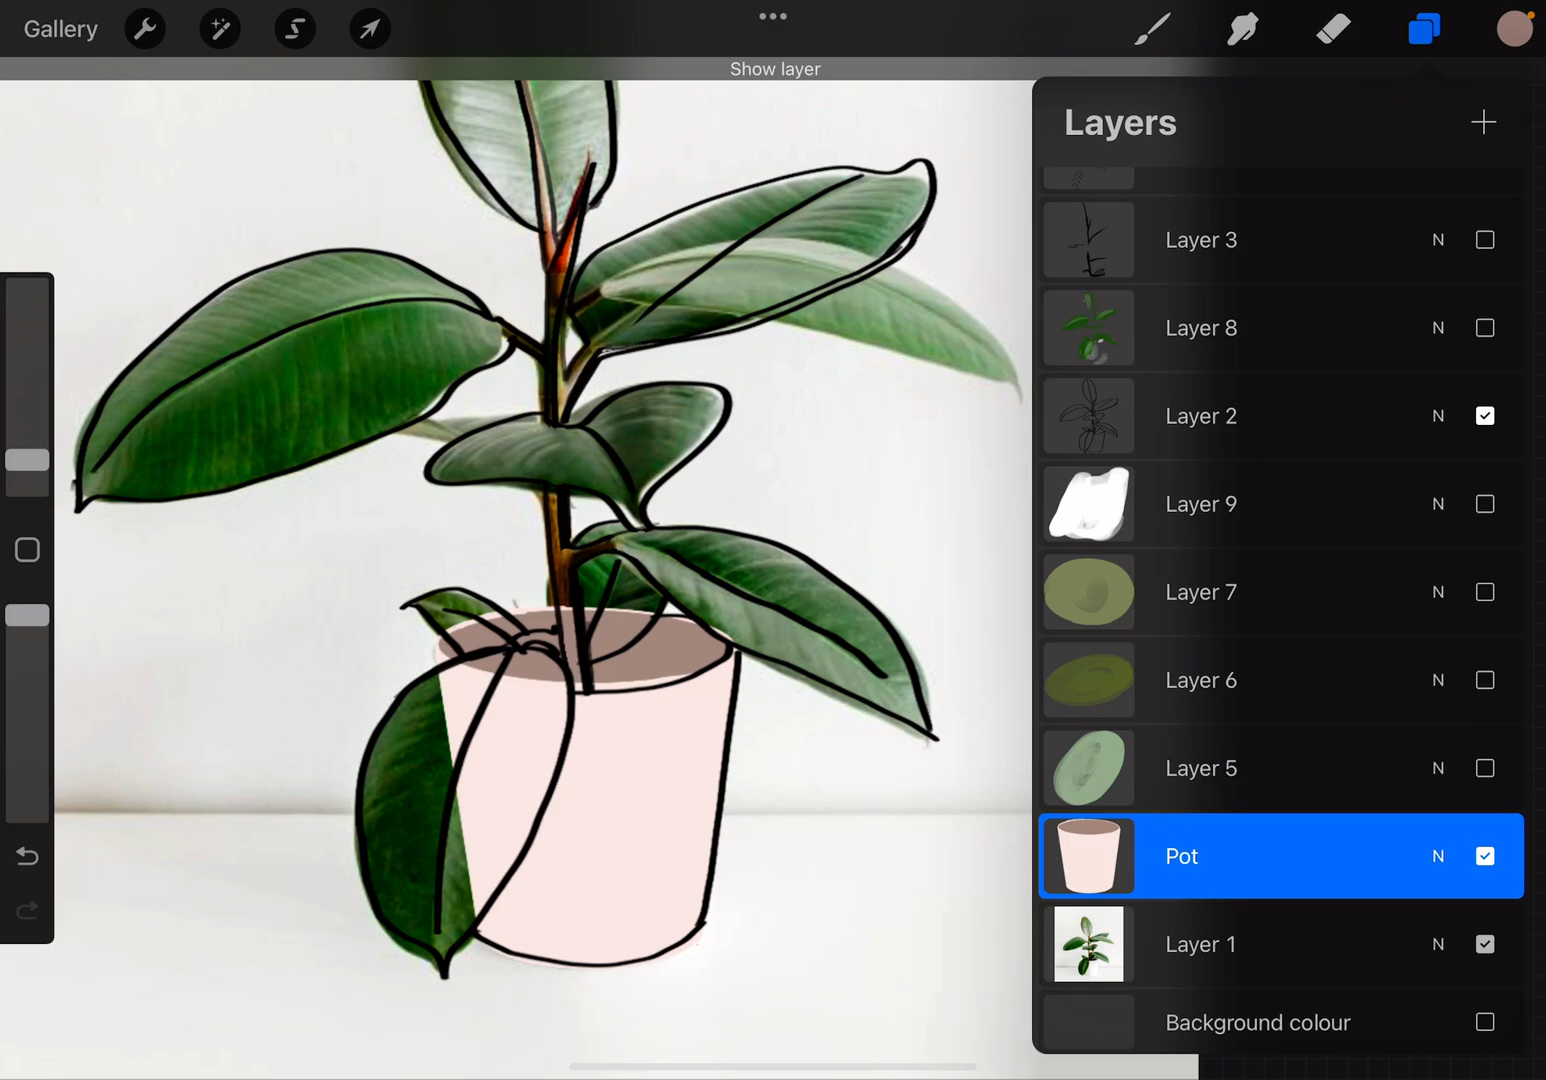 Gallery
Show layer
Layers
Layer 3 N
Layer 8 N
Layer 2 N
Layer 9 N
Layer 7 N
Layer 6 N
Layer 5 N
Pot N
Layer 1 N
Background colour